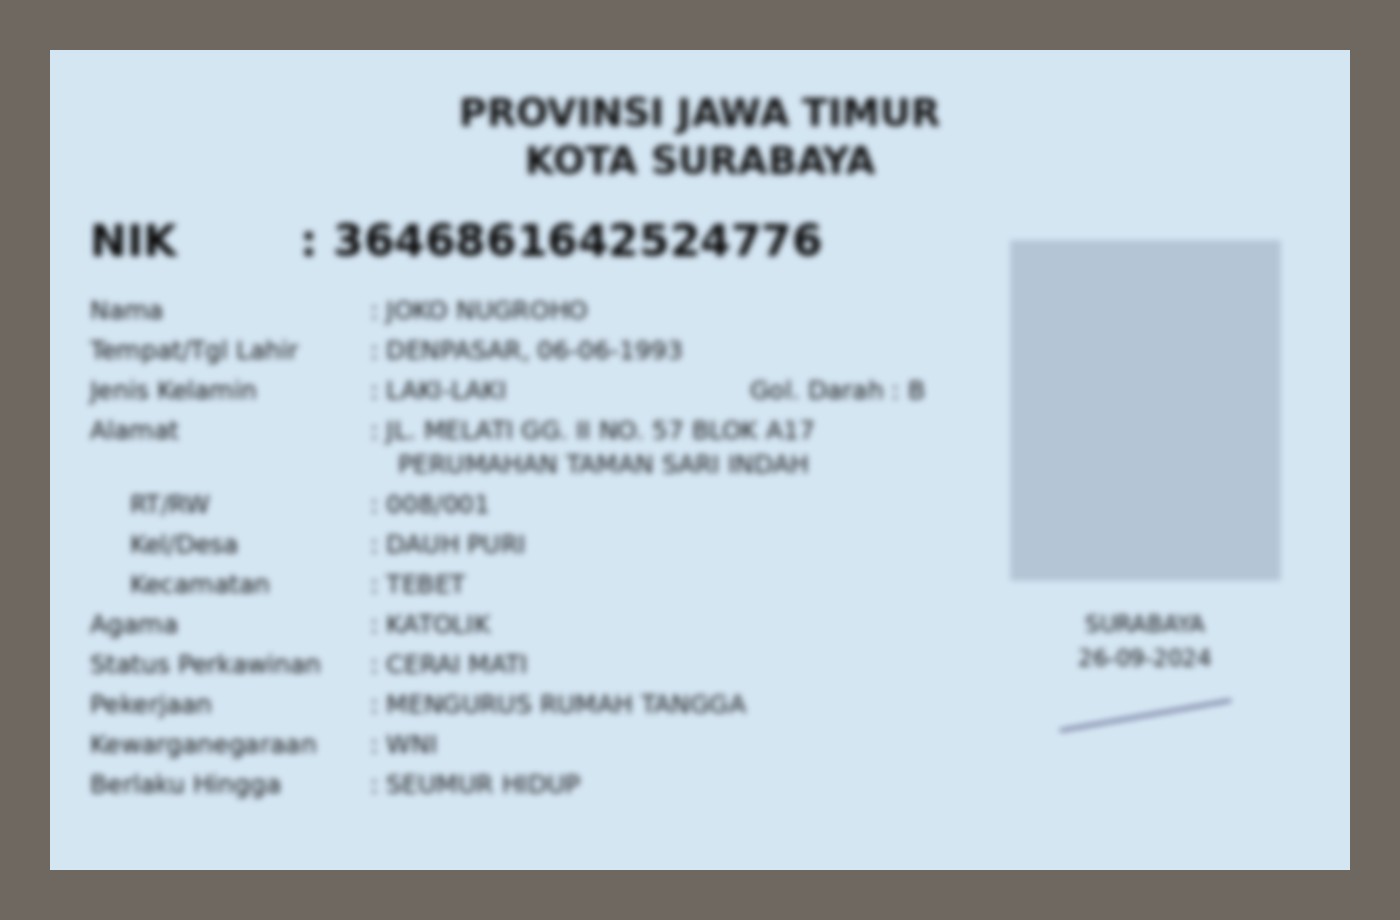 PROVINSI JAWA TIMUR
KOTA SURABAYA
NIK : 3646861642524776
Nama : JOKO NUGROHO
Tempat/Tgl Lahir : DENPASAR, 06-06-1993
Jenis Kelamin : LAKI-LAKI Gol. Darah : B
Alamat : JL. MELATI GG. II NO. 57 BLOK A17
PERUMAHAN TAMAN SARI INDAH
RT/RW : 008/001
Kel/Desa : DAUH PURI
Kecamatan : TEBET
Agama : KATOLIK
Status Perkawinan : CERAI MATI
Pekerjaan : MENGURUS RUMAH TANGGA
Kewarganegaraan : WNI
Berlaku Hingga : SEUMUR HIDUP
SURABAYA
26-09-2024